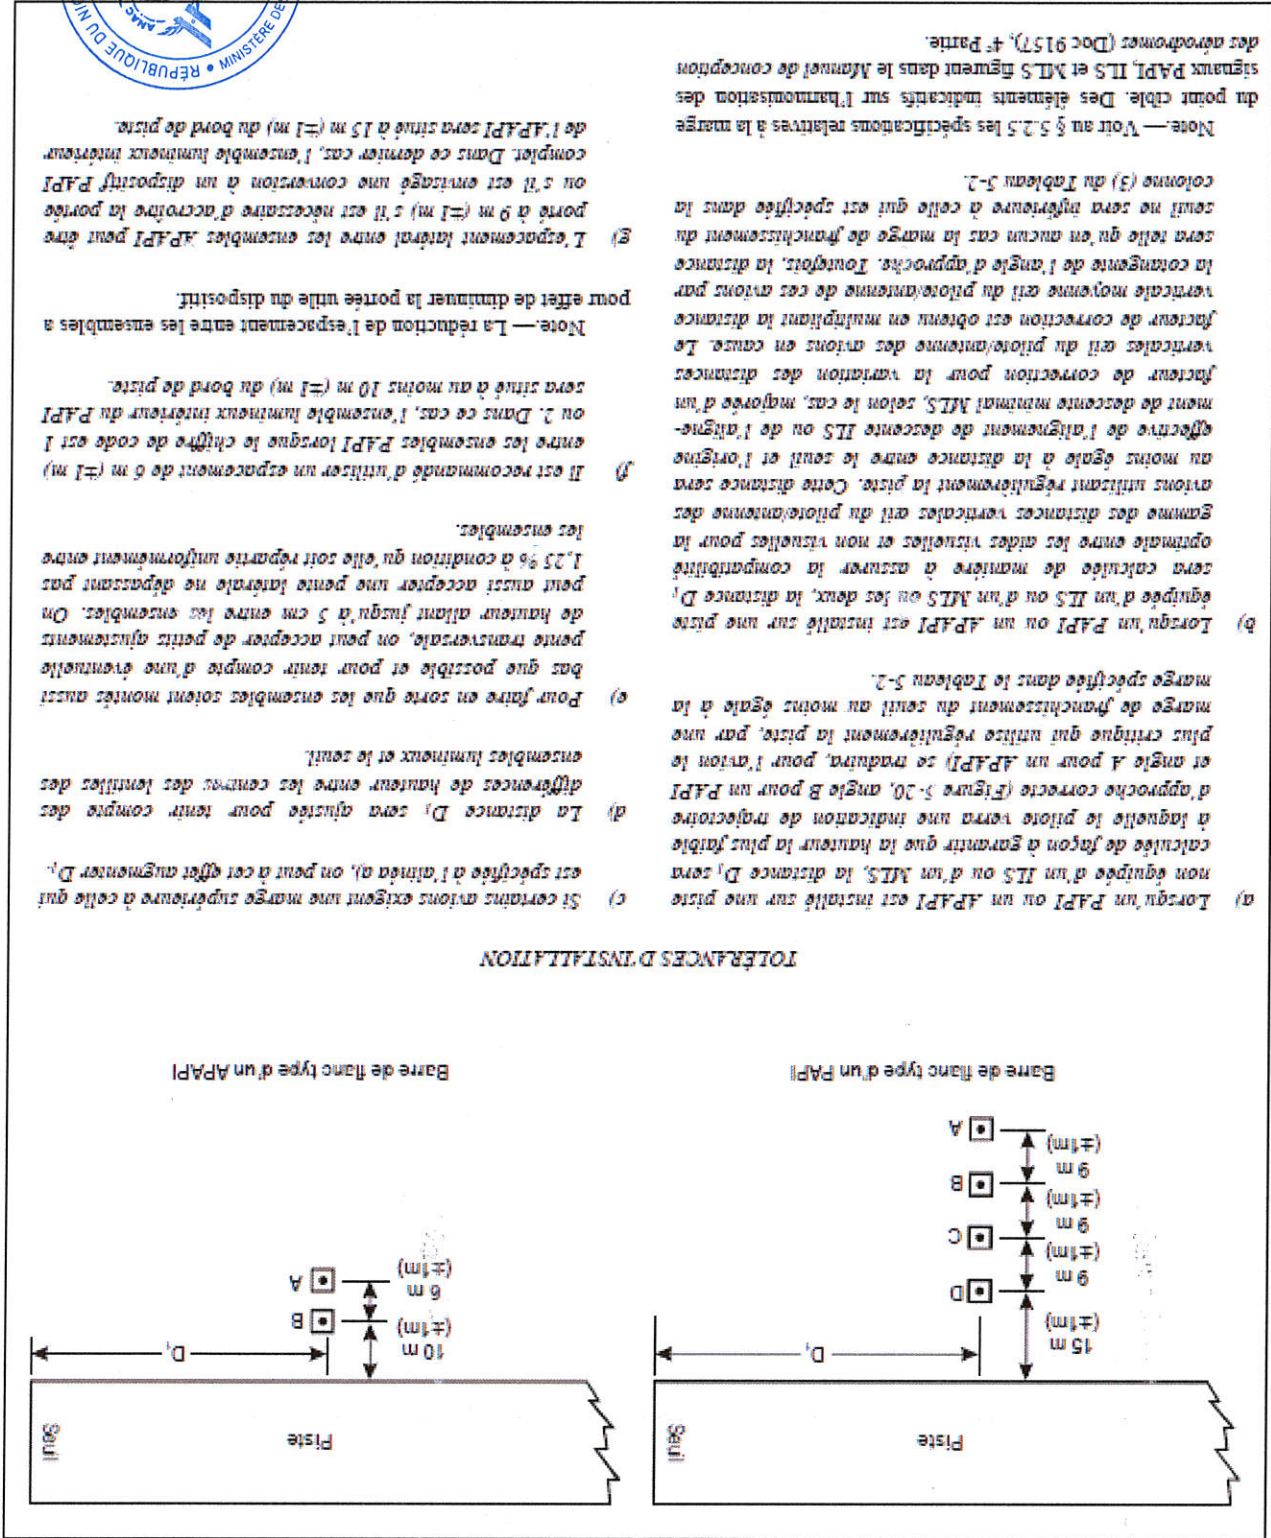 Piste
Seuil
15 m
(±1m)
D₁
D
9 m
(±1m)
C
9 m
(±1m)
B
9 m
(±1m)
A
Barre de flanc type d'un PAPI
Piste
Seuil
10 m
(±1m)
D₁
B
6 m
(±1m)
A
Barre de flanc type d'un APAPI
TOLÉRANCES D'INSTALLATION
a) Lorsqu'un PAPI ou un APAPI est installé sur une piste
non équipée d'un ILS ou d'un MLS, la distance D₁ sera
calculée de façon à garantir que la hauteur la plus faible
à laquelle le pilote verra une indication de trajectoire
d'approche correcte (Figure 5-20, angle B pour un PAPI
et angle A pour un APAPI) se traduira, pour l'avion le
plus critique qui utilise régulièrement la piste, par une
marge de franchissement du seuil au moins égale à la
marge spécifiée dans le Tableau 5-2.
b) Lorsqu'un PAPI ou un APAPI est installé sur une piste
équipée d'un ILS ou d'un MLS ou les deux, la distance D₁
sera calculée de manière à assurer la compatibilité
optimale entre les aides visuelles et non visuelles pour la
gamme des distances verticales œil du pilote/antenne des
avions utilisant régulièrement la piste. Cette distance sera
au moins égale à la distance entre le seuil et l'origine
effective de l'alignement de descente ILS ou de l'aligne-
ment de descente minimal MLS, selon le cas, majorée d'un
facteur de correction pour la variation des distances
verticales œil du pilote/antenne des avions en cause. Le
facteur de correction est obtenu en multipliant la distance
verticale moyenne œil du pilote/antenne de ces avions par
la cotangente de l'angle d'approche. Toutefois, la distance
sera telle qu'en aucun cas la marge de franchissement du
seuil ne sera inférieure à celle qui est spécifiée dans la
colonne (3) du Tableau 5-2.
Note.— Voir au § 5.2.5 les spécifications relatives à la marge
du point cible. Des éléments indicatifs sur l'harmonisation des
signaux PAPI, ILS et MLS figurent dans le Manuel de conception
des aérodromes (Doc 9157), 4ᵉ Partie.
c) Si certains avions exigent une marge supérieure à celle qui
est spécifiée à l'alinéa a), on peut à cet effet augmenter D₁.
d) La distance D₁ sera ajustée pour tenir compte des
différences de hauteur entre les centres des lentilles des
ensembles lumineux et le seuil.
e) Pour faire en sorte que les ensembles soient montés aussi
bas que possible et pour tenir compte d'une éventuelle
pente transversale, on peut accepter de petits ajustements
de hauteur allant jusqu'à 5 cm entre les ensembles. On
peut aussi accepter une pente latérale ne dépassant pas
1,25 % à condition qu'elle soit répartie uniformément entre
les ensembles.
f) Il est recommandé d'utiliser un espacement de 6 m (±1 m)
entre les ensembles PAPI lorsque le chiffre de code est 1
ou 2. Dans ce cas, l'ensemble lumineux intérieur du PAPI
sera situé à au moins 10 m (±1 m) du bord de piste.
Note.— La réduction de l'espacement entre les ensembles a
pour effet de diminuer la portée utile du dispositif.
g) L'espacement latéral entre les ensembles APAPI peut être
porté à 9 m (±1 m) s'il est nécessaire d'accroître la portée
ou s'il est envisagé une conversion à un dispositif PAPI
complet. Dans ce dernier cas, l'ensemble lumineux intérieur
de l'APAPI sera situé à 15 m (±1 m) du bord de piste.
RÉPUBLIQUE DU NI
• MINISTÈRE DES
ANAC